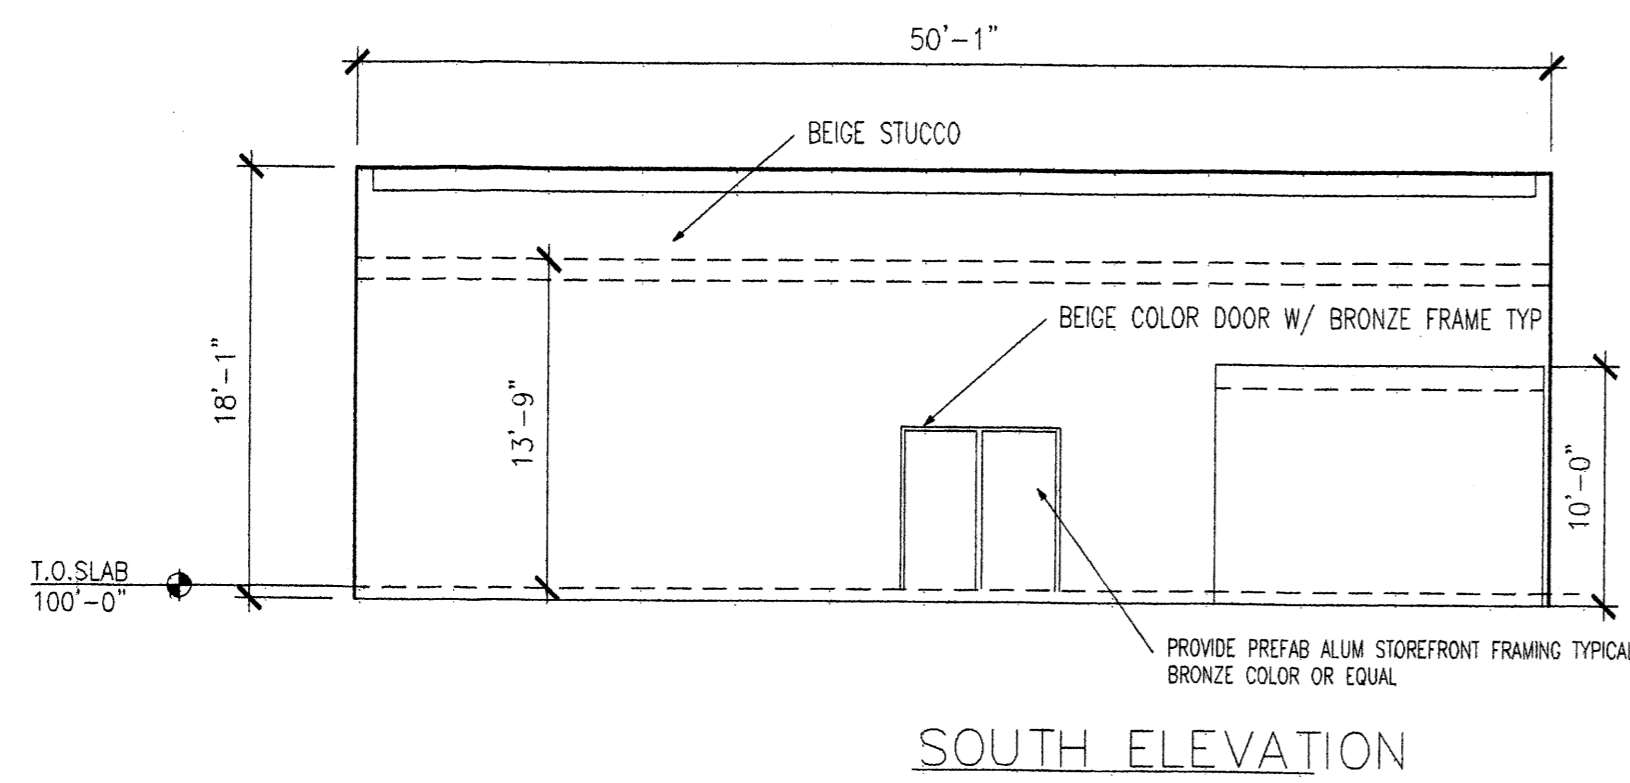 50'-1"
BEIGE STUCCO
BEIGE COLOR DOOR W/ BRONZE FRAME TYP
18'-1"
13'-9"
10'-0"
T.O.SLAB
100'-0"
PROVIDE PREFAB ALUM STOREFRONT FRAMING TYPICAL
BRONZE COLOR OR EQUAL
SOUTH ELEVATION